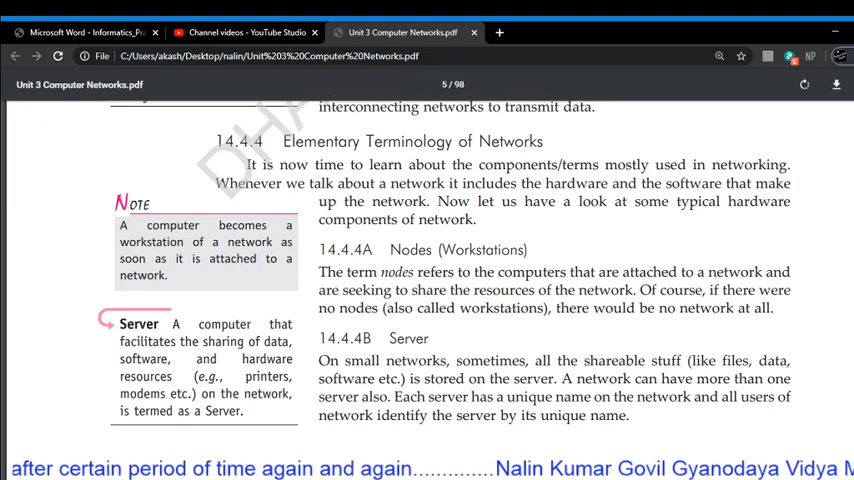 Microsoft Word - Informatics_Pra
Channel videos - YouTube Studio
Unit 3 Computer Networks.pdf
File
C:/Users/akash/Desktop/nalin/Unit%203%20Computer%20Networks.pdf
NP
Unit 3 Computer Networks.pdf
5 / 98
interconnecting networks to transmit data.
14.4.4 Elementary Terminology of Networks
It is now time to learn about the components/terms mostly used in networking.
Whenever we talk about a network it includes the hardware and the software that make
up the network. Now let us have a look at some typical hardware
components of network.
NOTE
A computer becomes a
workstation of a network as
soon as it is attached to a
network.
14.4.4A Nodes (Workstations)
The term nodes refers to the computers that are attached to a network and
are seeking to share the resources of the network. Of course, if there were
no nodes (also called workstations), there would be no network at all.
Server A computer that
facilitates the sharing of data,
software, and hardware
resources (e.g., printers,
modems etc.) on the network,
is termed as a Server.
14.4.4B Server
On small networks, sometimes, all the shareable stuff (like files, data,
software etc.) is stored on the server. A network can have more than one
server also. Each server has a unique name on the network and all users of
network identify the server by its unique name.
DHA
after certain period of time again and again..............Nalin Kumar Govil Gyanodaya Vidya M